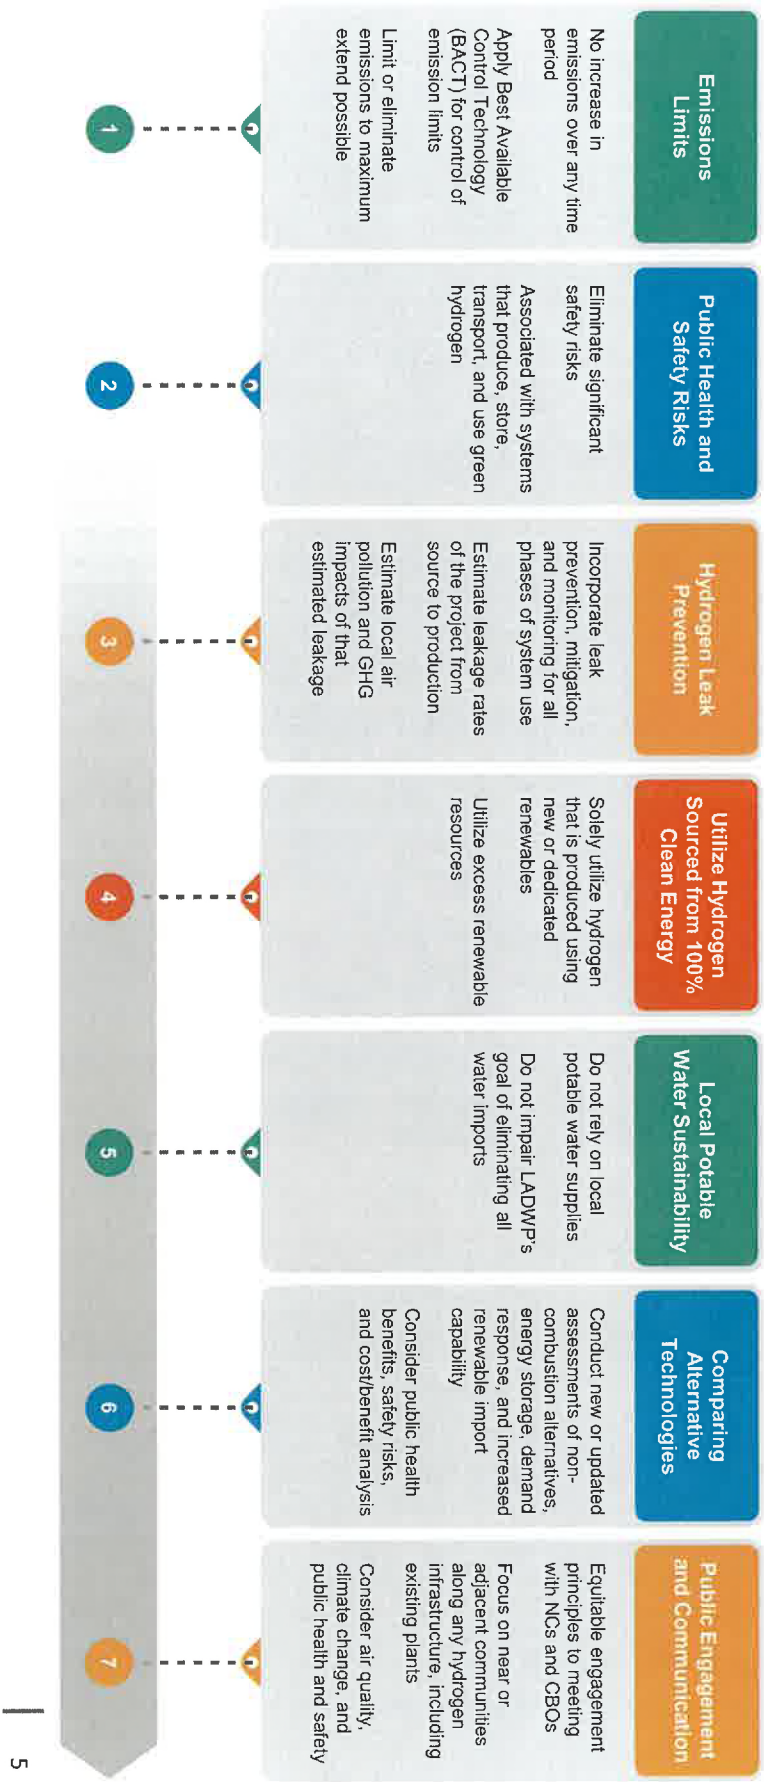 Emissions
Limits
No increase in
emissions over any time
period
Apply Best Available
Control Technology
(BACT) for control of
emission limits
Limit or eliminate
emissions to maximum
extend possible
1
Public Health and
Safety Risks
Eliminate significant
safety risks
Associated with systems
that produce, store,
transport, and use green
hydrogen
2
Hydrogen Leak
Prevention
Incorporate leak
prevention, mitigation,
and monitoring for all
phases of system use
Estimate leakage rates
of the project from
source to production
Estimate local air
pollution and GHG
impacts of that
estimated leakage
3
Utilize Hydrogen
Sourced from 100%
Clean Energy
Solely utilize hydrogen
that is produced using
new or dedicated
renewables
Utilize excess renewable
resources
4
Local Potable
Water Sustainability
Do not rely on local
potable water supplies
Do not impair LADWP's
goal of eliminating all
water imports
5
Comparing
Alternative
Technologies
Conduct new or updated
assessments of non-
combustion alternatives,
energy storage, demand
response, and increased
renewable import
capability
Consider public health
benefits, safety risks,
and cost/benefit analysis
6
Public Engagement
and Communication
Equitable engagement
principles to meeting
with NCs and CBOs
Focus on near or
adjacent communities
along any hydrogen
infrastructure, including
existing plants
Consider air quality,
climate change, and
public health and safety
7
5